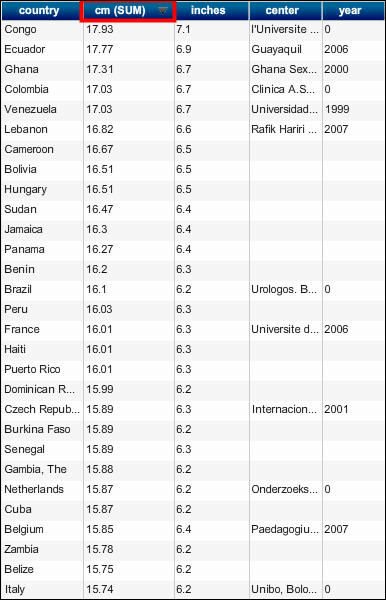 country cm (SUM) inches center year
Congo 17.93 7.1 l'Universite ... 0
Ecuador 17.77 6.9 Guayaquil 2006
Ghana 17.31 6.7 Ghana Sex... 2000
Colombia 17.03 6.7 Clinica A.S... 0
Venezuela 17.03 6.7 Universidad... 1999
Lebanon 16.82 6.6 Rafik Hariri ... 2007
Cameroon 16.67 6.5
Bolivia 16.51 6.5
Hungary 16.51 6.5
Sudan 16.47 6.4
Jamaica 16.3 6.4
Panama 16.27 6.4
Benin 16.2 6.3
Brazil 16.1 6.2 Urologos. B... 0
Peru 16.03 6.3
France 16.01 6.3 Universite d... 2006
Haiti 16.01 6.3
Puerto Rico 16.01 6.3
Dominican R... 15.99 6.2
Czech Repub... 15.89 6.3 Internacion... 2001
Burkina Faso 15.89 6.2
Senegal 15.89 6.3
Gambia, The 15.88 6.2
Netherlands 15.87 6.2 Onderzoeks... 0
Cuba 15.87 6.2
Belgium 15.85 6.4 Paedagogiu... 2007
Zambia 15.78 6.2
Belize 15.75 6.2
Italy 15.74 6.2 Unibo, Bolo... 0